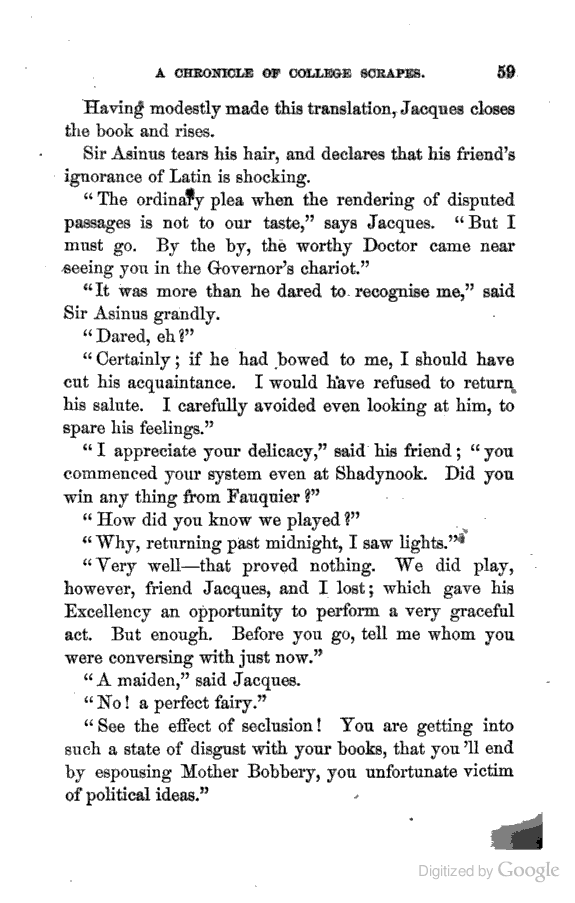 A CHRONICLE OF COLLEGE SCRAPES. 59
Having modestly made this translation, Jacques closes
the book and rises.
Sir Asinus tears his hair, and declares that his friend's
ignorance of Latin is shocking.
“The ordinary plea when the rendering of disputed
passages is not to our taste,” says Jacques. “But I
must go. By the by, the worthy Doctor came near
seeing you in the Governor's chariot.”
“It was more than he dared to recognise me,” said
Sir Asinus grandly.
“Dared, eh?”
“Certainly; if he had bowed to me, I should have
cut his acquaintance. I would have refused to return
his salute. I carefully avoided even looking at him, to
spare his feelings.”
“I appreciate your delicacy,” said his friend; “you
commenced your system even at Shadynook. Did you
win any thing from Fauquier?”
“How did you know we played?”
“Why, returning past midnight, I saw lights.”
“Very well—that proved nothing. We did play,
however, friend Jacques, and I lost; which gave his
Excellency an opportunity to perform a very graceful
act. But enough. Before you go, tell me whom you
were conversing with just now.”
“A maiden,” said Jacques.
“No! a perfect fairy.”
“See the effect of seclusion! You are getting into
such a state of disgust with your books, that you'll end
by espousing Mother Bobbery, you unfortunate victim
of political ideas.”
Digitized by Google